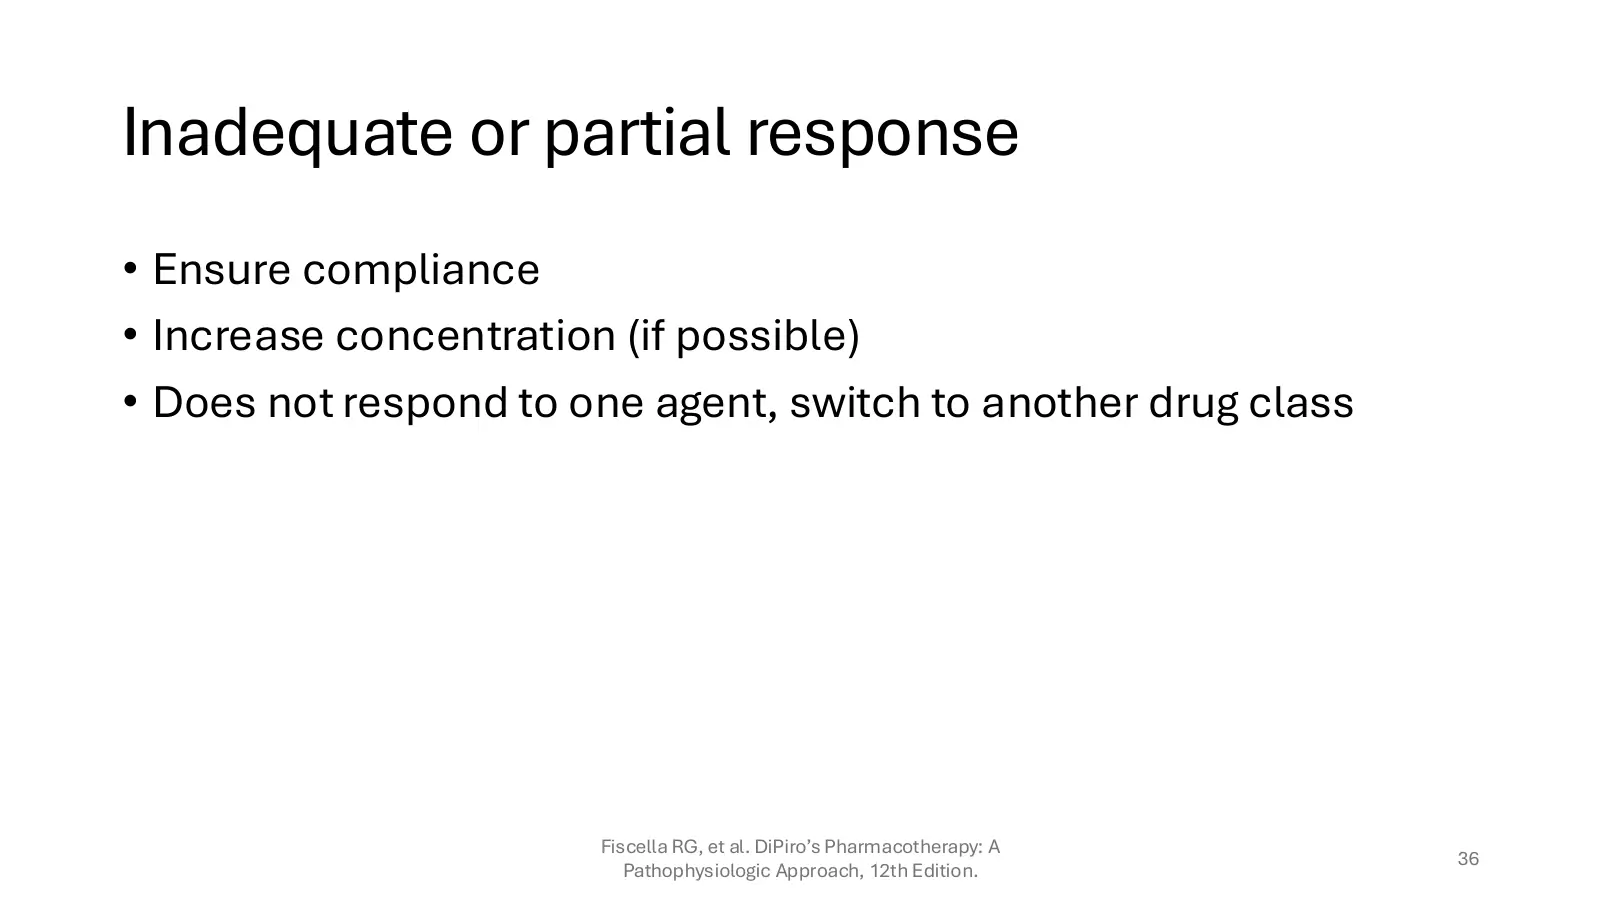 Inadequate or partial response
• Ensure compliance
• Increase concentration (if possible)
• Does not respond to one agent, switch to another drug class
Fiscella RG, et al. DiPiro’s Pharmacotherapy: A
Pathophysiologic Approach, 12th Edition.
36